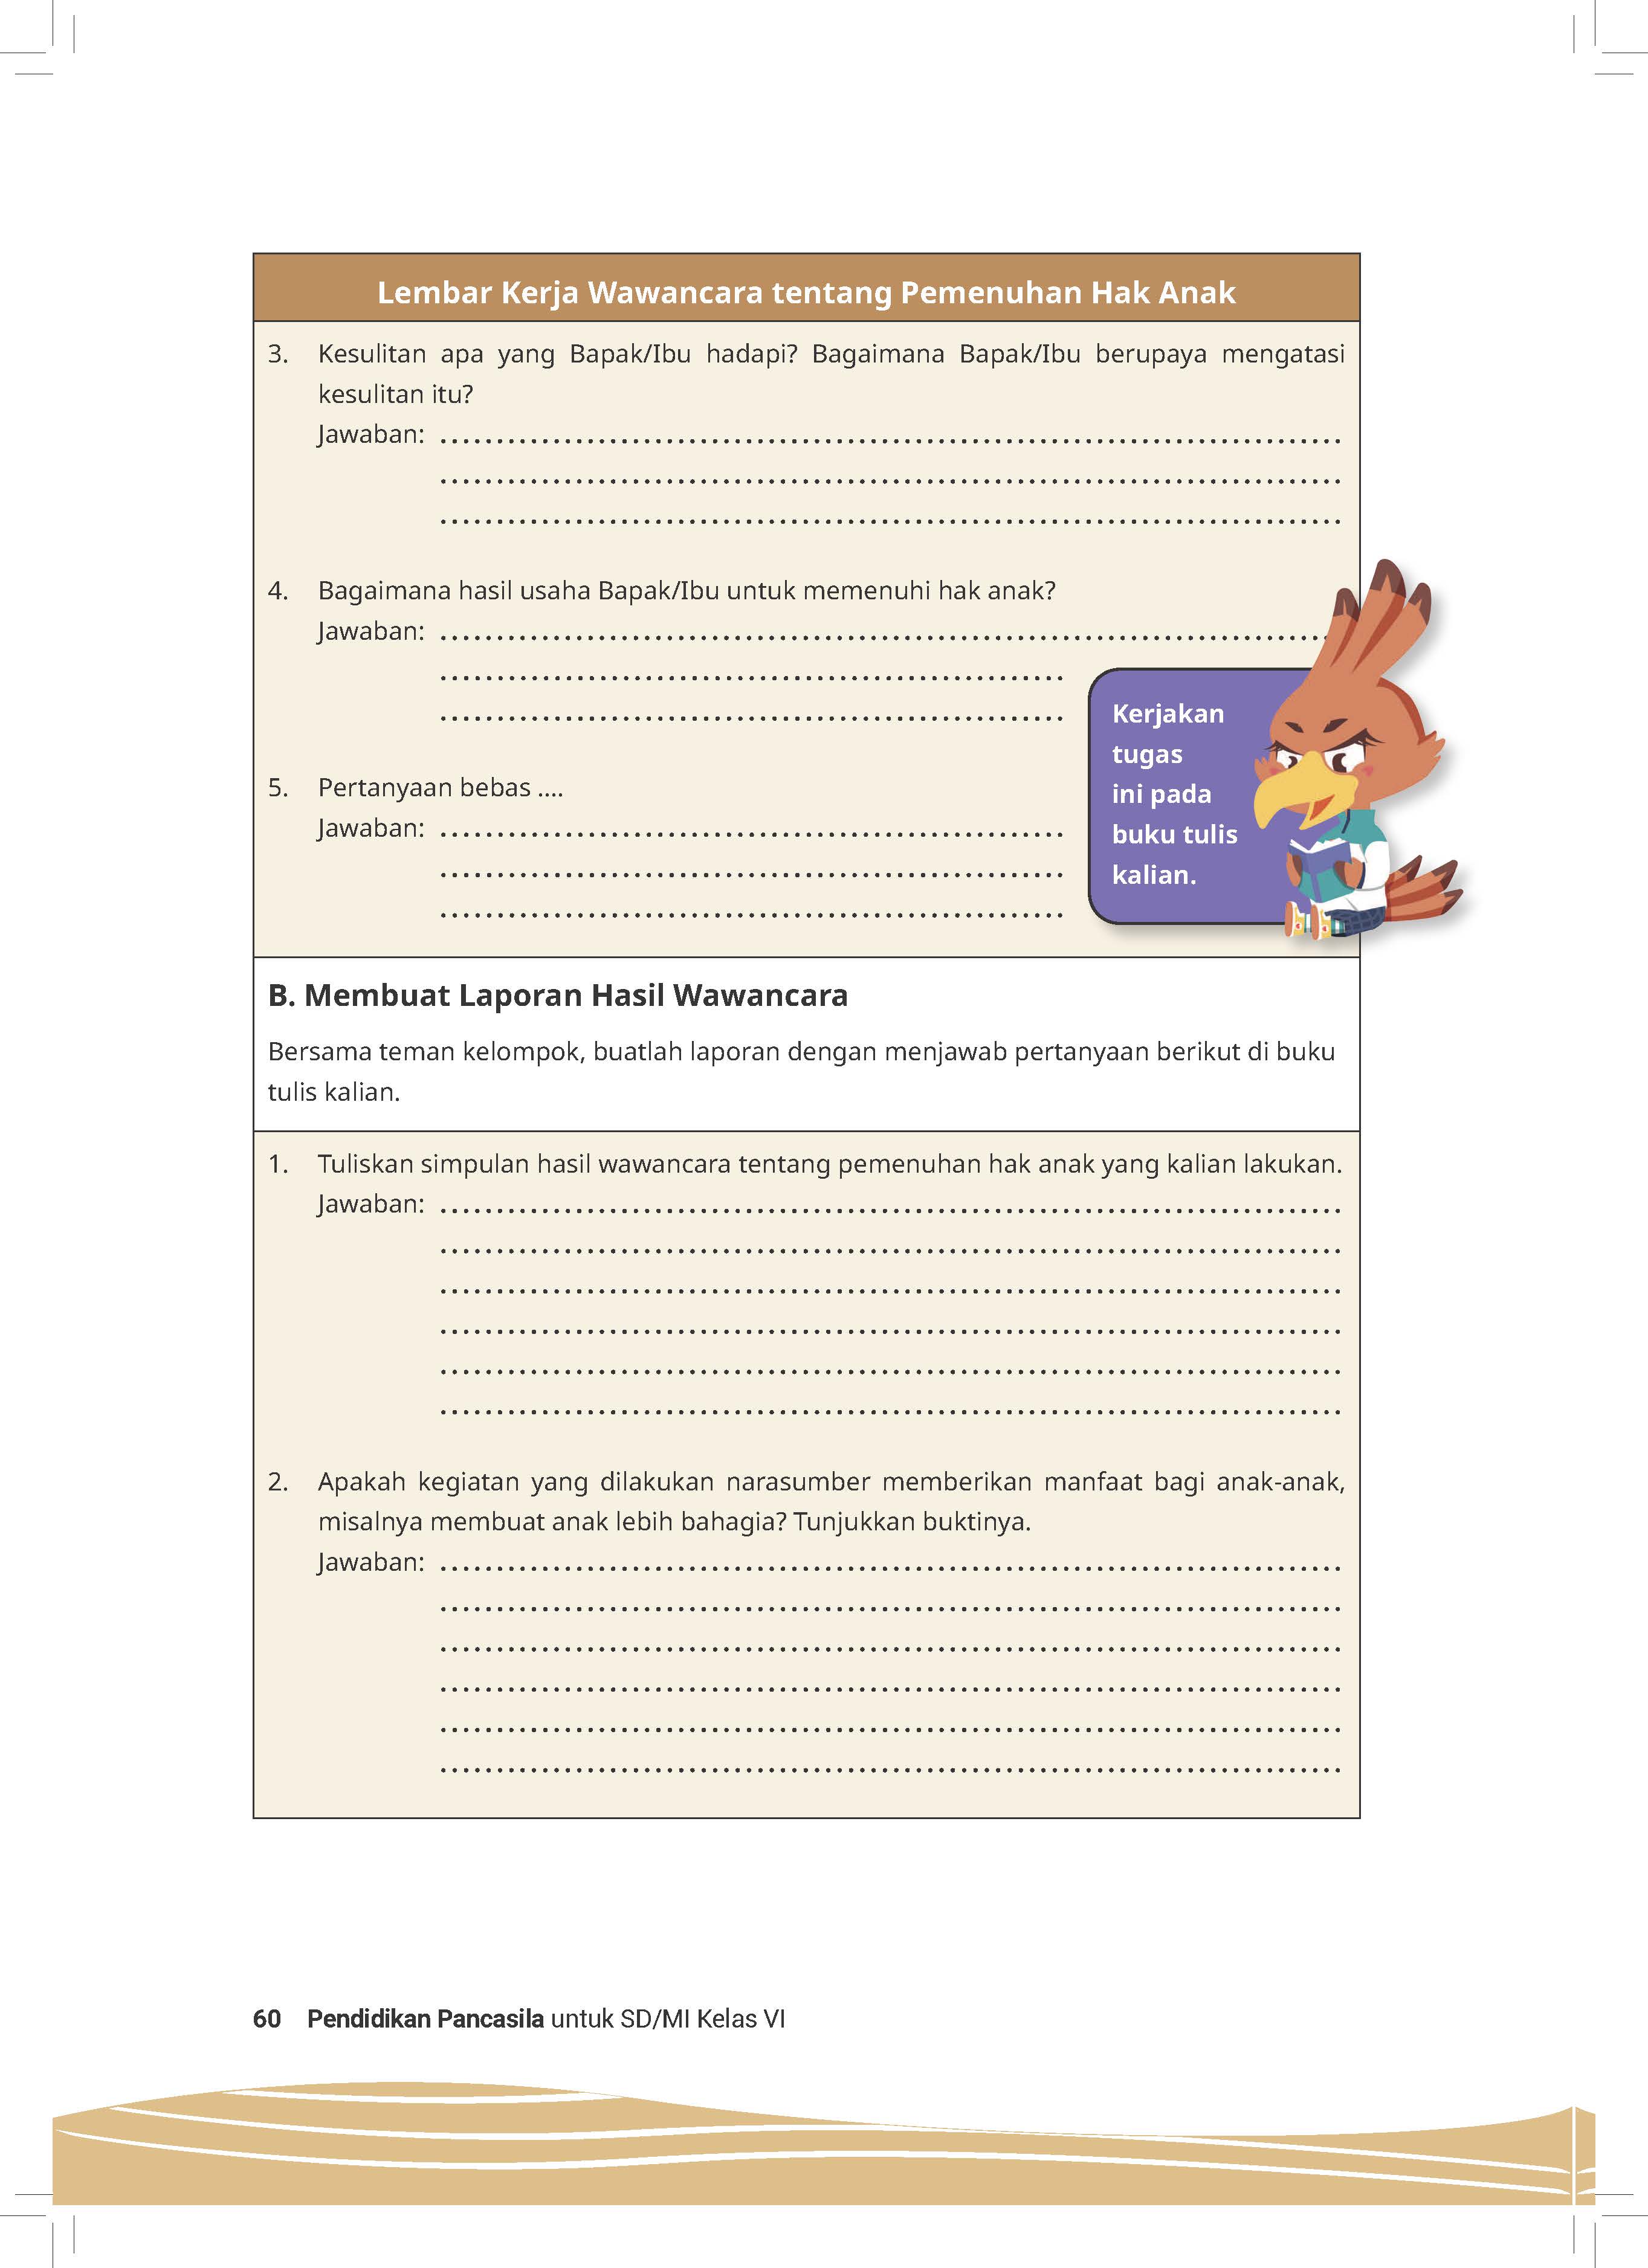 Lembar Kerja Wawancara tentang Pemenuhan Hak Anak
3. Kesulitan apa yang Bapak/Ibu hadapi? Bagaimana Bapak/Ibu berupaya mengatasi
kesulitan itu?
Jawaban: ................................................................................
................................................................................
................................................................................
4. Bagaimana hasil usaha Bapak/Ibu untuk memenuhi hak anak?
Jawaban: ................................................................................
.......................................................
.......................................................
5. Pertanyaan bebas ....
Jawaban: .......................................................
.......................................................
.......................................................
Kerjakan
tugas
ini pada
buku tulis
kalian.
B. Membuat Laporan Hasil Wawancara
Bersama teman kelompok, buatlah laporan dengan menjawab pertanyaan berikut di buku
tulis kalian.
1. Tuliskan simpulan hasil wawancara tentang pemenuhan hak anak yang kalian lakukan.
Jawaban: ................................................................................
................................................................................
................................................................................
................................................................................
................................................................................
................................................................................
2. Apakah kegiatan yang dilakukan narasumber memberikan manfaat bagi anak-anak,
misalnya membuat anak lebih bahagia? Tunjukkan buktinya.
Jawaban: ................................................................................
................................................................................
................................................................................
................................................................................
................................................................................
................................................................................
60 Pendidikan Pancasila untuk SD/MI Kelas VI